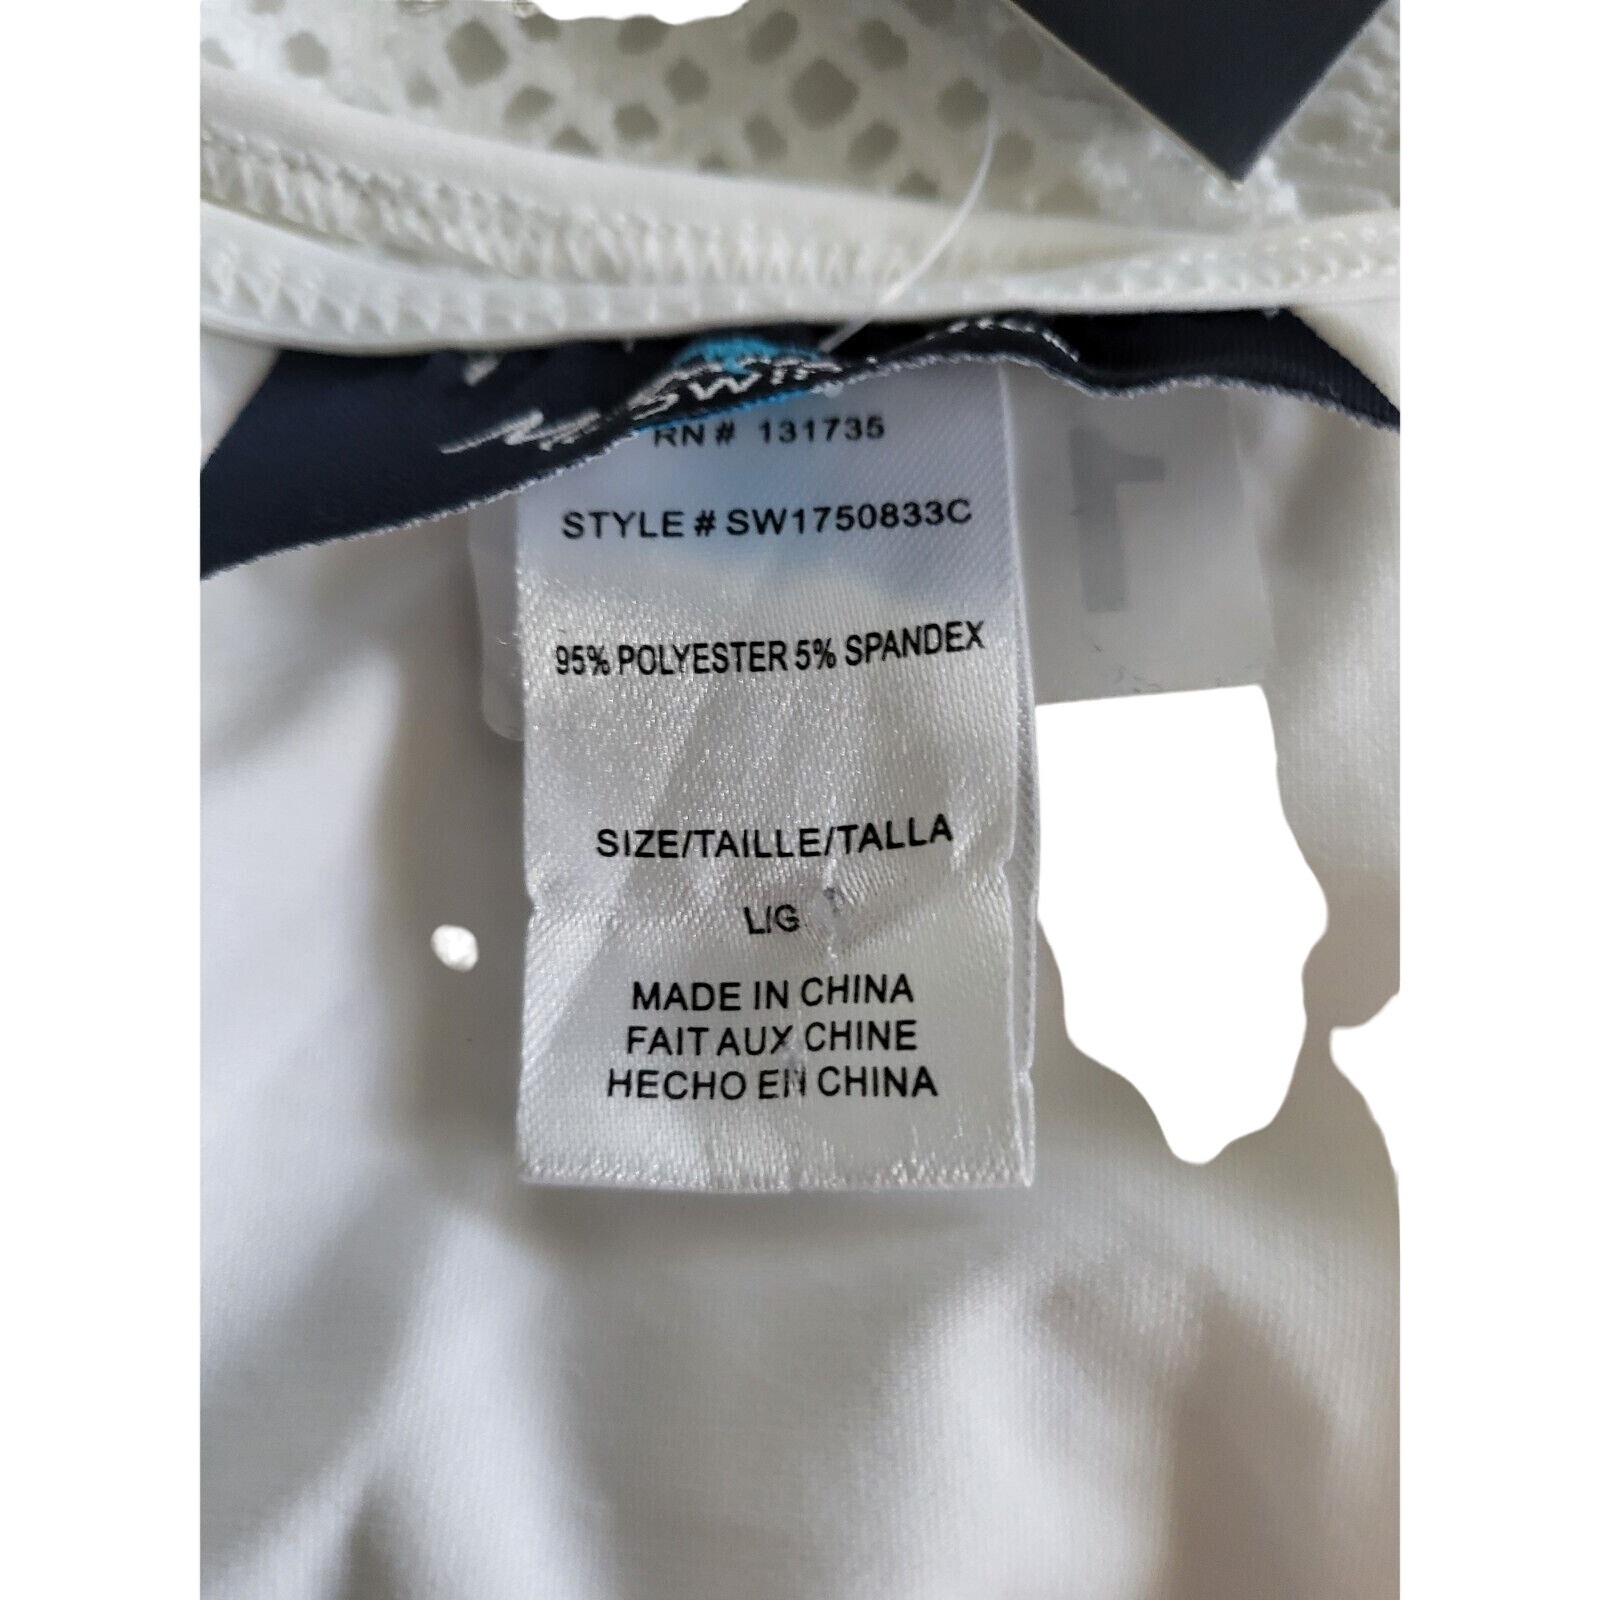 RN # 131735
STYLE # SW1750833C
95% POLYESTER 5% SPANDEX
SIZE/TAILLE/TALLA
L/G
MADE IN CHINA
FAIT AUX CHINE
HECHO EN CHINA